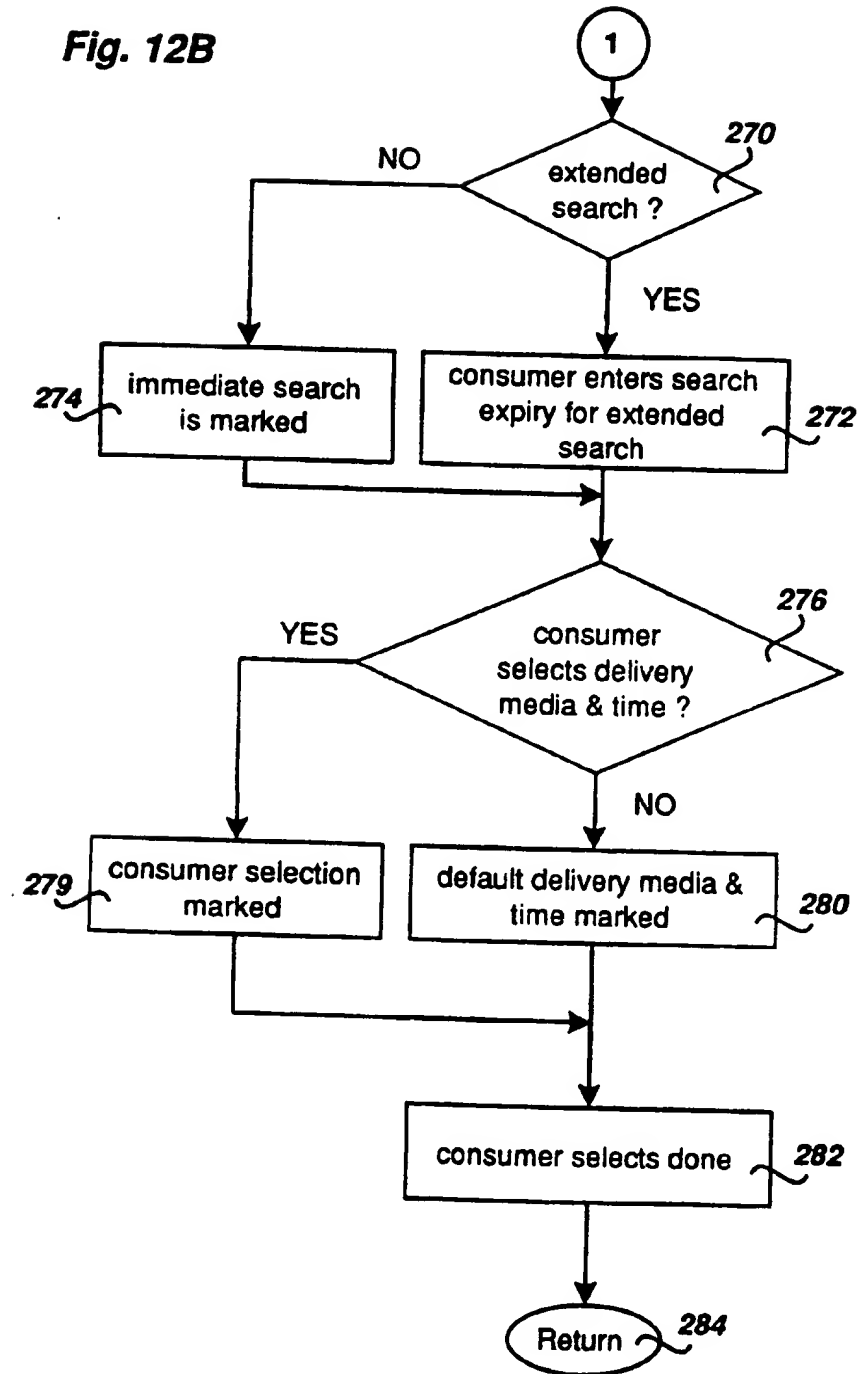 Fig. 12B
1
270
NO
extended
search ?
YES
274
immediate search
is marked
consumer enters search
expiry for extended
search
272
276
YES
consumer
selects delivery
media & time ?
NO
279
consumer selection
marked
default delivery media &
time marked
280
consumer selects done
282
Return
284